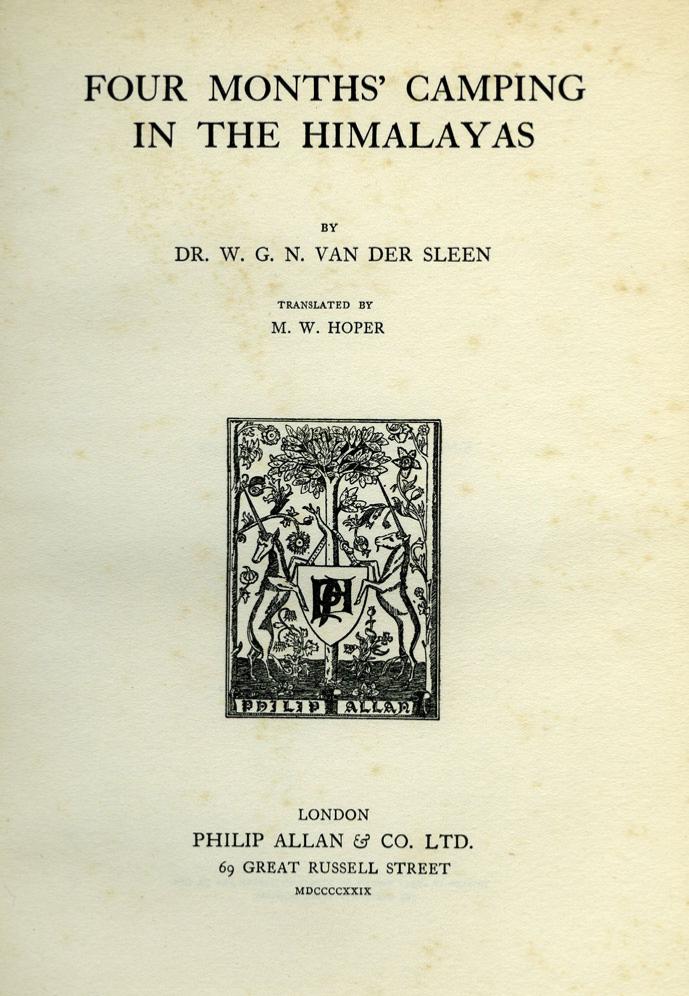 FOUR MONTHS' CAMPING
IN THE HIMALAYAS
BY
DR. W. G. N. VAN DER SLEEN
TRANSLATED BY
M. W. HOPER
PHILIP ALLAN
LONDON
PHILIP ALLAN & CO. LTD.
69 GREAT RUSSELL STREET
MDCCCCXXIX